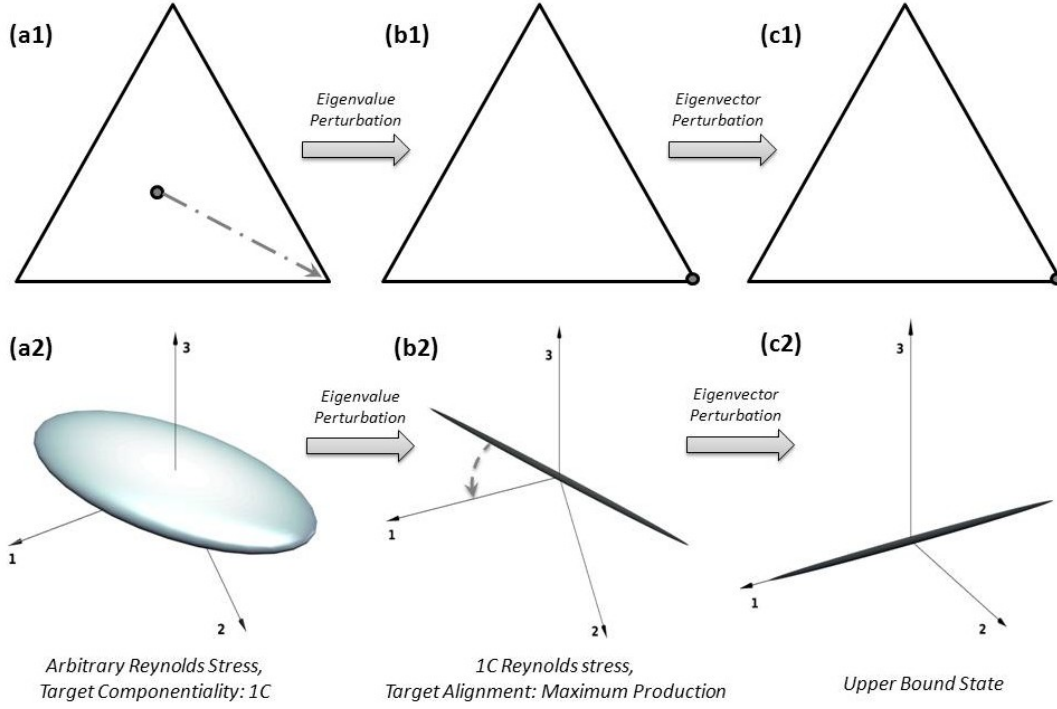 (a1)
(b1)
(c1)
Eigenvalue
Perturbation
Eigenvector
Perturbation
(a2)
(b2)
(c2)
3
3
3
Eigenvalue
Perturbation
Eigenvector
Perturbation
1
2
1
2
1
2
Arbitrary Reynolds Stress,
Target Componentiality: 1C
1C Reynolds stress,
Target Alignment: Maximum Production
Upper Bound State